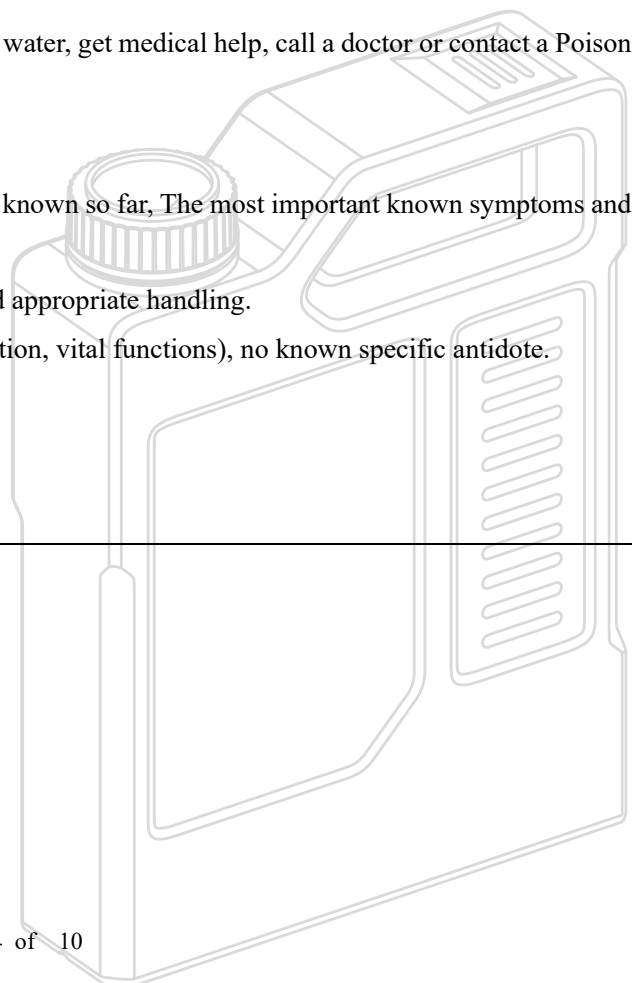 water, get medical help, call a doctor or contact a Poison
known so far, The most important known symptoms and
appropriate handling.
tion, vital functions), no known specific antidote.
of 10